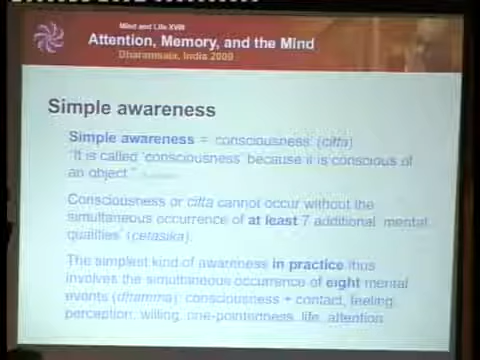 Mind and Life XVIII
Attention, Memory, and the Mind
Dharamsala, India 2009
Simple awareness
Simple awareness = 'consciousness' (citta)
"It is called 'consciousness' because it is conscious of
an object."
Consciousness or citta cannot occur without the
simultaneous occurrence of at least 7 additional mental
qualities' (cetasika).
The simplest kind of awareness in practice thus
involves the simultaneous occurrence of eight mental
events (dhamma): consciousness + contact, feeling,
perception, willing, one-pointedness, life, attention